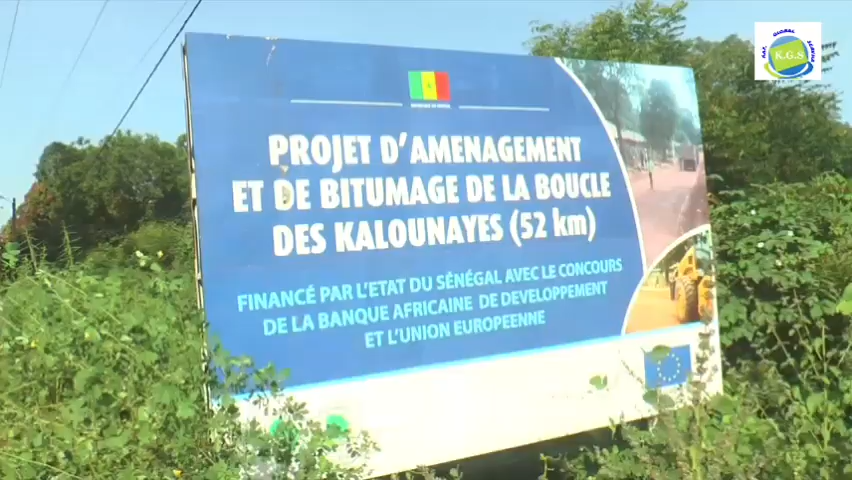 K.G.S
PROJET D'AMENAGEMENT
ET DE BITUMAGE DE LA BOUCLE
DES KALOUNAYES (52 km)
FINANCÉ PAR L'ETAT DU SÉNÉGAL AVEC LE CONCOURS
DE LA BANQUE AFRICAINE DE DEVELOPPEMENT
ET L'UNION EUROPEENNE